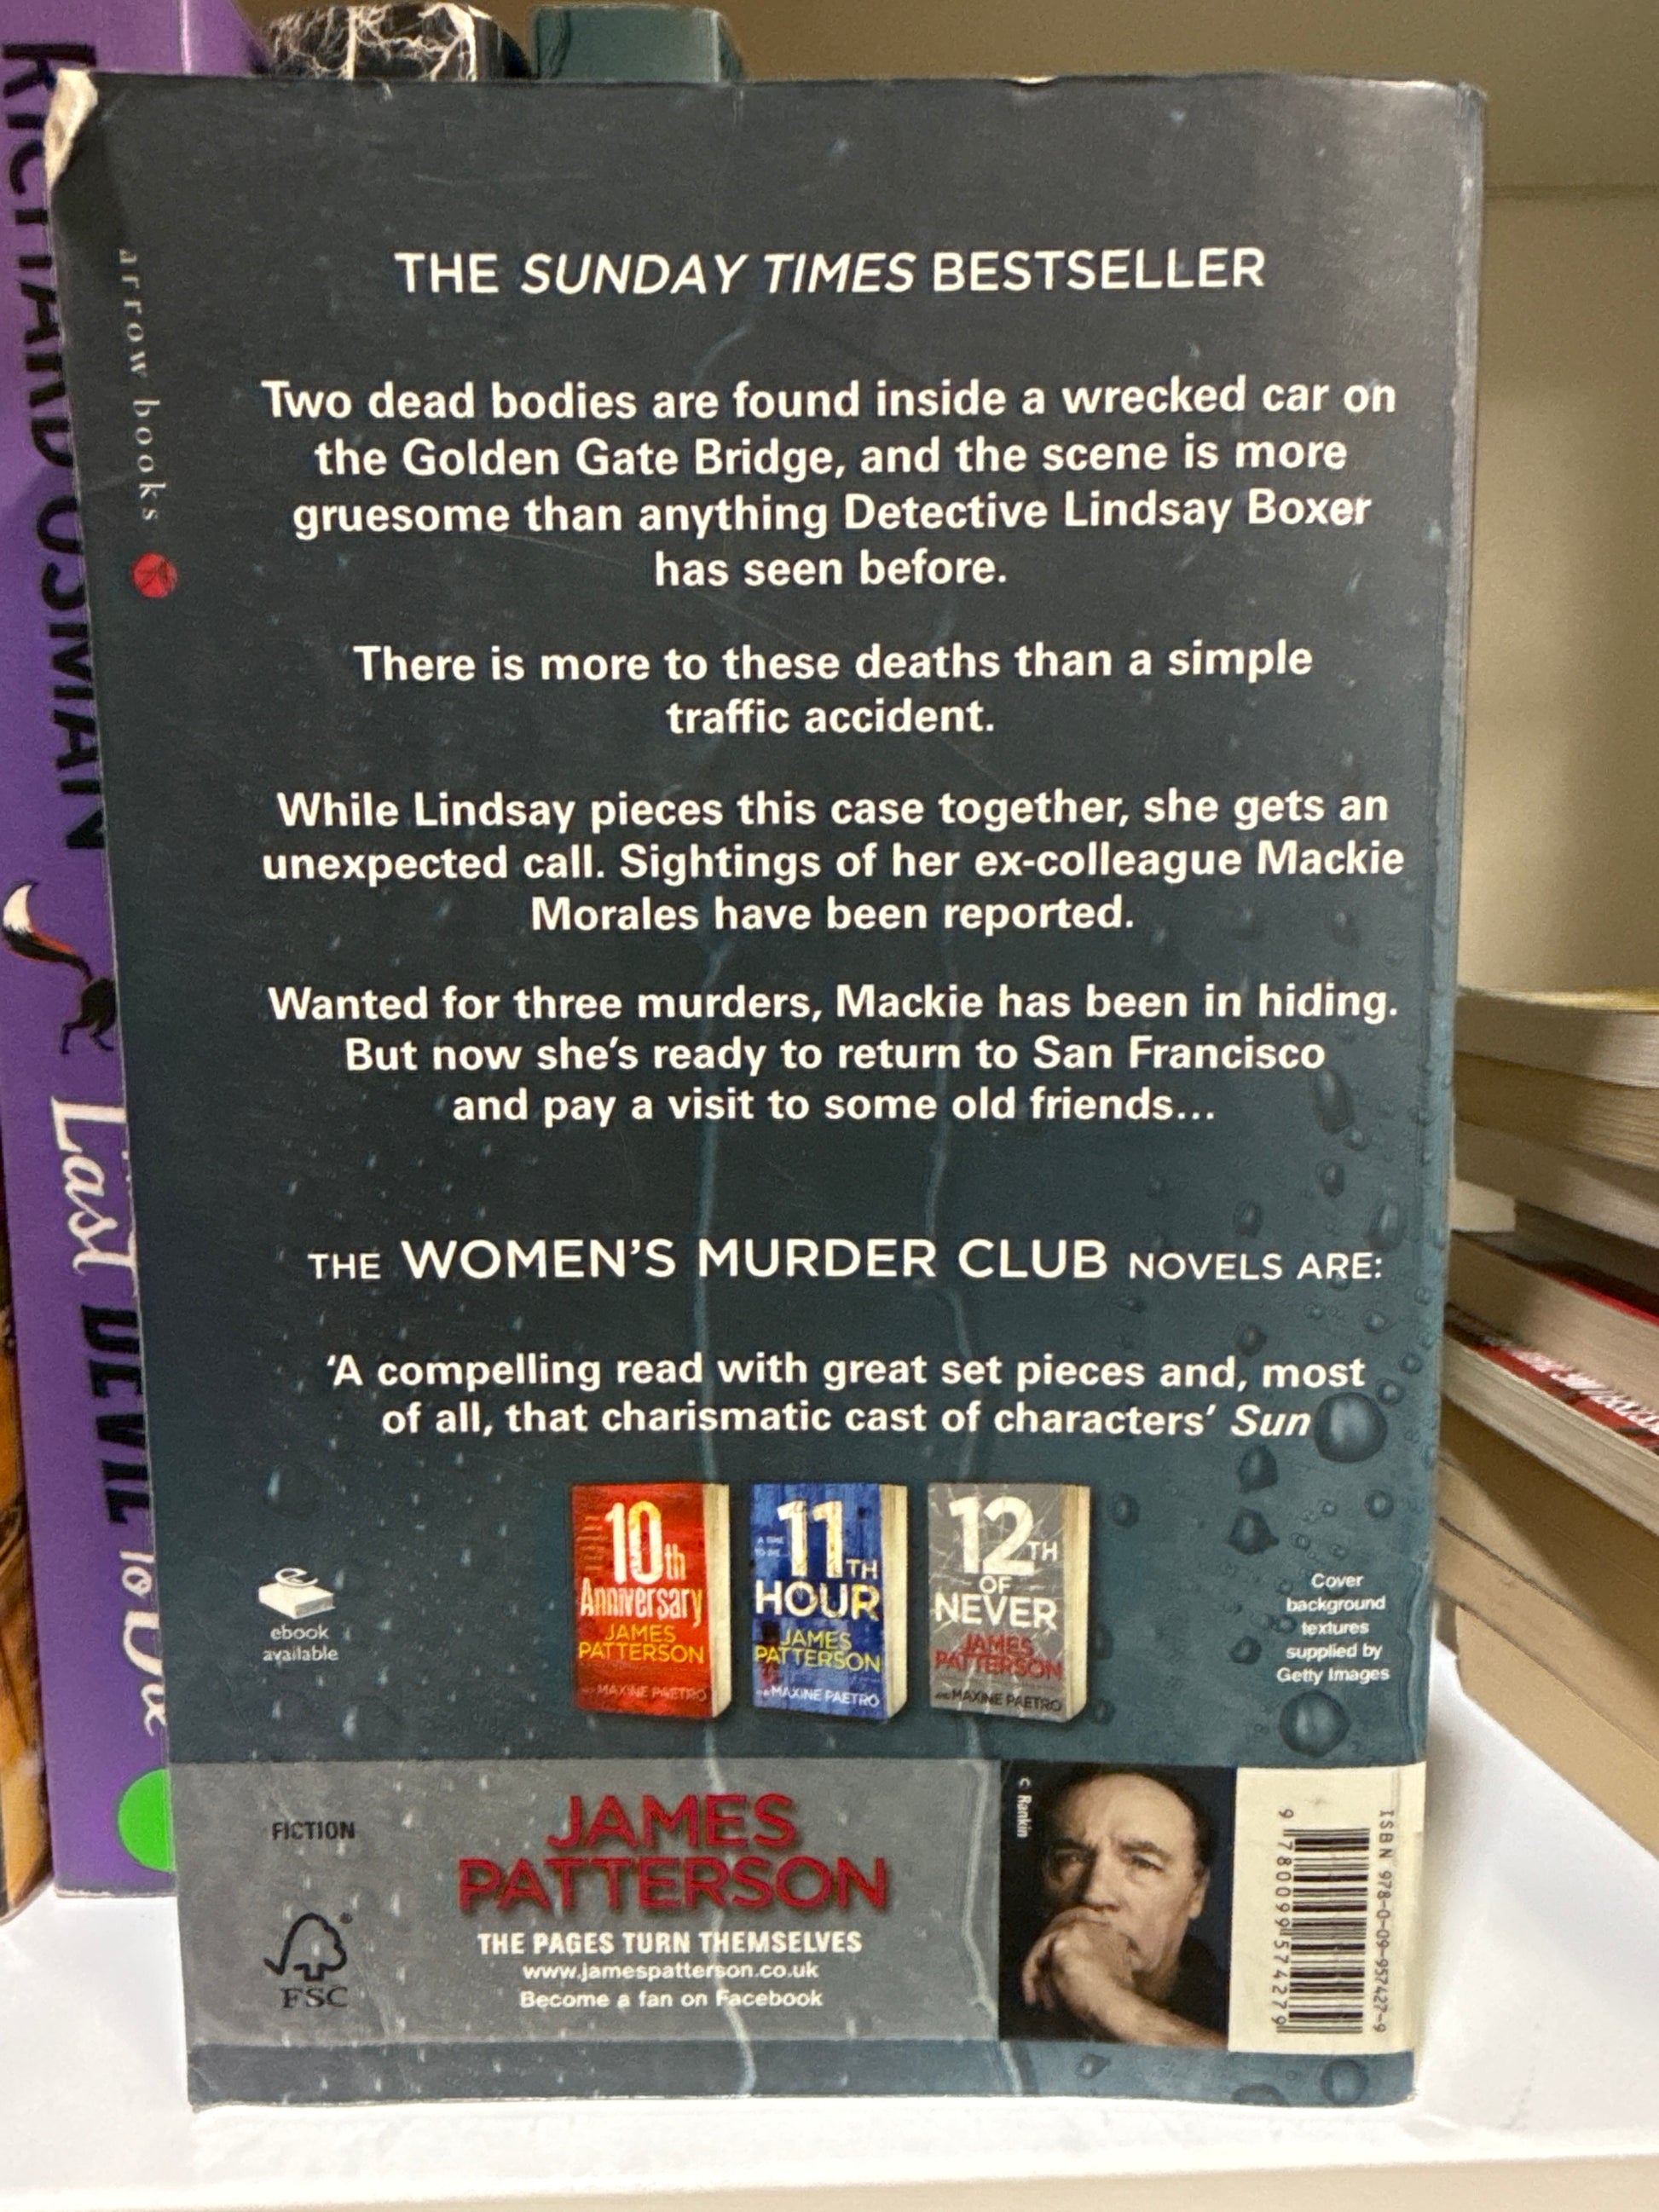 RICHARD OSMAN
Last DEVIL To Die
arrow books
THE SUNDAY TIMES BESTSELLER
Two dead bodies are found inside a wrecked car on
the Golden Gate Bridge, and the scene is more
gruesome than anything Detective Lindsay Boxer
has seen before.
There is more to these deaths than a simple
traffic accident.
While Lindsay pieces this case together, she gets an
unexpected call. Sightings of her ex-colleague Mackie
Morales have been reported.
Wanted for three murders, Mackie has been in hiding.
But now she's ready to return to San Francisco
and pay a visit to some old friends...
THE WOMEN'S MURDER CLUB NOVELS ARE:
'A compelling read with great set pieces and, most
of all, that charismatic cast of characters' Sun
10th
Anniversary
JAMES
PATTERSON
MAXINE PAETRO
A TIME
TO DIE
11TH
HOUR
JAMES
PATTERSON
MAXINE PAETRO
12TH
OF
NEVER
JAMES
PATTERSON
AND MAXINE PAETRO
ebook
available
Cover
background
textures
supplied by
Getty Images
FICTION
FSC®
JAMES
PATTERSON
THE PAGES TURN THEMSELVES
www.jamespatterson.co.uk
Become a fan on Facebook
© Rankin
ISBN 978-0-09-957427-9
9 780099 574279